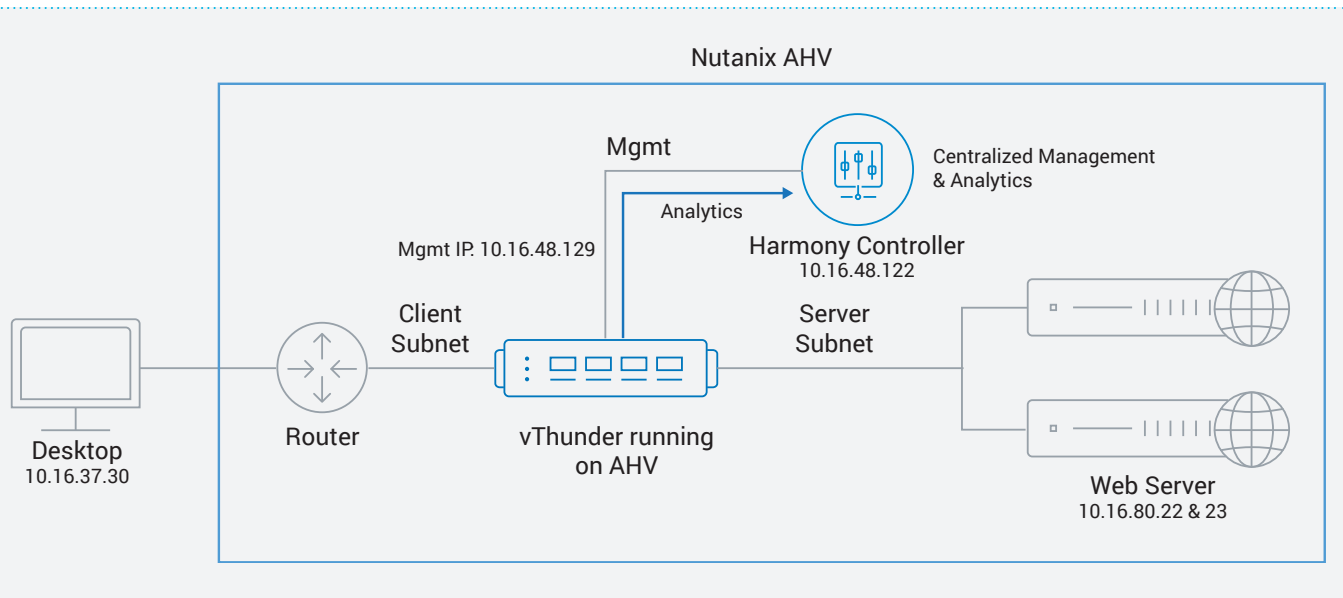 Nutanix AHV
Mgmt
Centralized Management
& Analytics
Analytics
Mgmt IP: 10.16.48.129
Harmony Controller
10.16.48.122
Client
Subnet
Server
Subnet
Desktop
10.16.37.30
Router
vThunder running
on AHV
Web Server
10.16.80.22 & 23